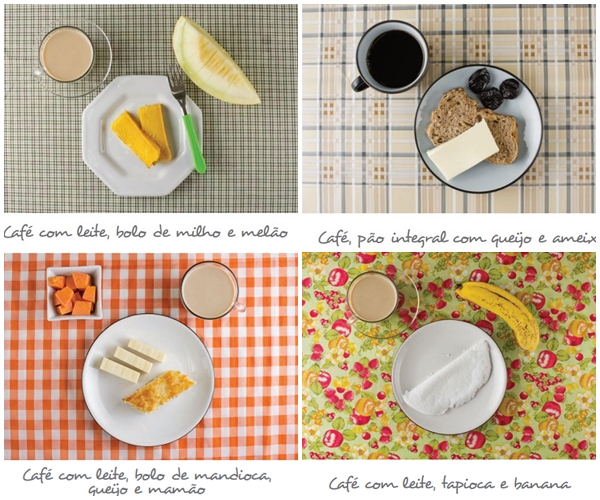 Café com leite, bolo de milho e melão
Café, pão integral com queijo e ameix
Café com leite, bolo de mandioca,
queijo e mamão
Café com leite, tapioca e banana